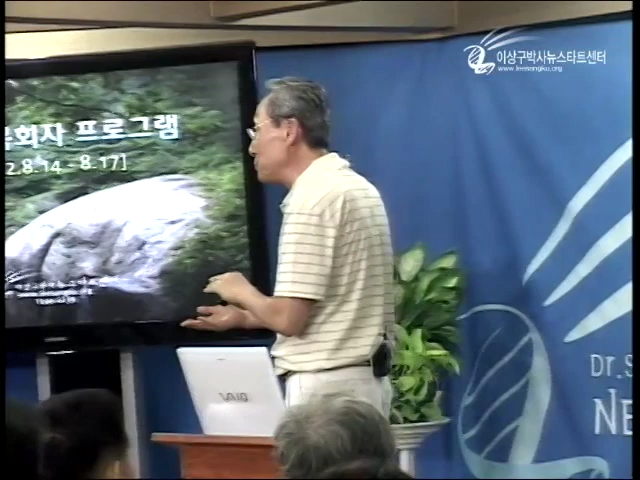 이상구박사뉴스타트센터
www.leesangku.org
회자 프로그램
2.8.14 - 8.17]
VAIO
Dr.S
NE